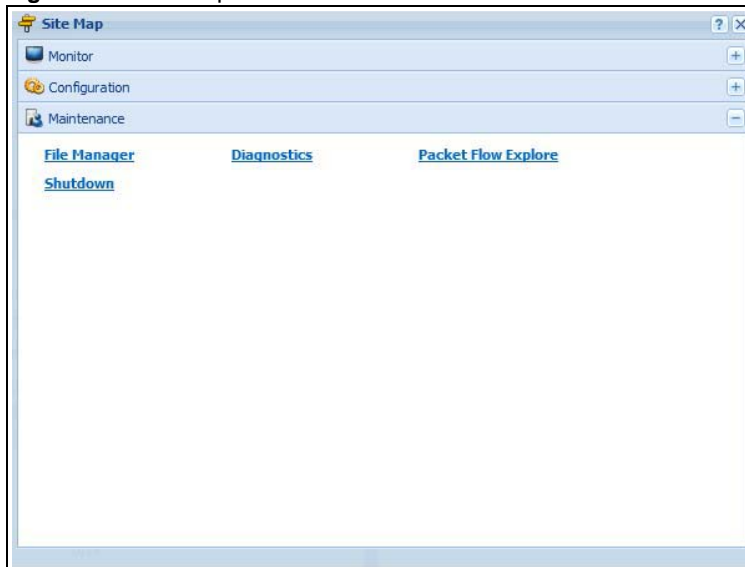 Site Map
Monitor
Configuration
Maintenance
File Manager Diagnostics Packet Flow Explore
Shutdown